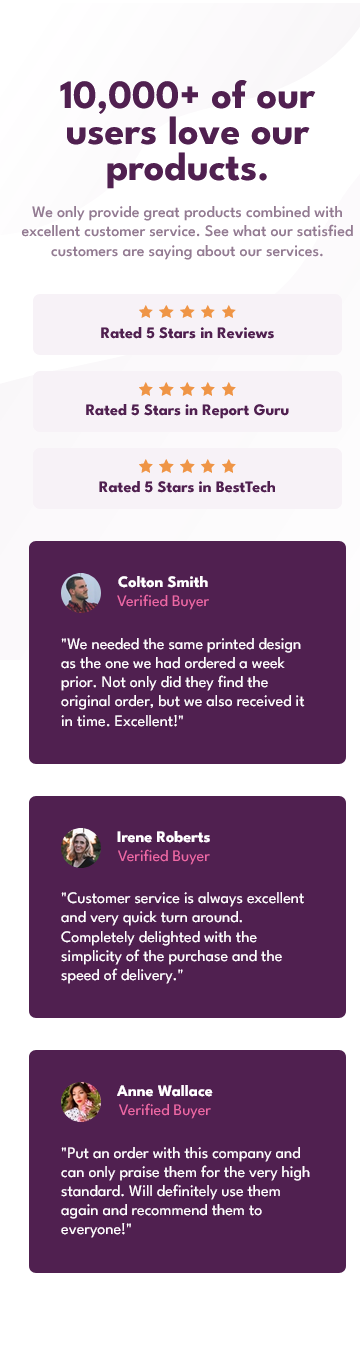 10,000+ of our
users love our
products.
We only provide great products combined with
excellent customer service. See what our satisfied
customers are saying about our services.
Rated 5 Stars in Reviews
Rated 5 Stars in Report Guru
Rated 5 Stars in BestTech
Colton Smith
Verified Buyer
"We needed the same printed design
as the one we had ordered a week
prior. Not only did they find the
original order, but we also received it
in time. Excellent!"
Irene Roberts
Verified Buyer
"Customer service is always excellent
and very quick turn around.
Completely delighted with the
simplicity of the purchase and the
speed of delivery."
Anne Wallace
Verified Buyer
"Put an order with this company and
can only praise them for the very high
standard. Will definitely use them
again and recommend them to
everyone!"